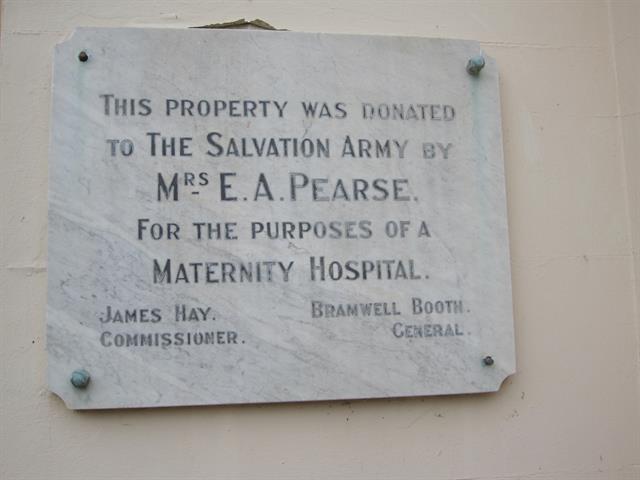 THIS PROPERTY WAS DONATED
TO THE SALVATION ARMY BY
MRS E. A. PEARSE.
FOR THE PURPOSES OF A
MATERNITY HOSPITAL.
JAMES HAY.
COMMISSIONER.
BRAMWELL BOOTH.
GENERAL.